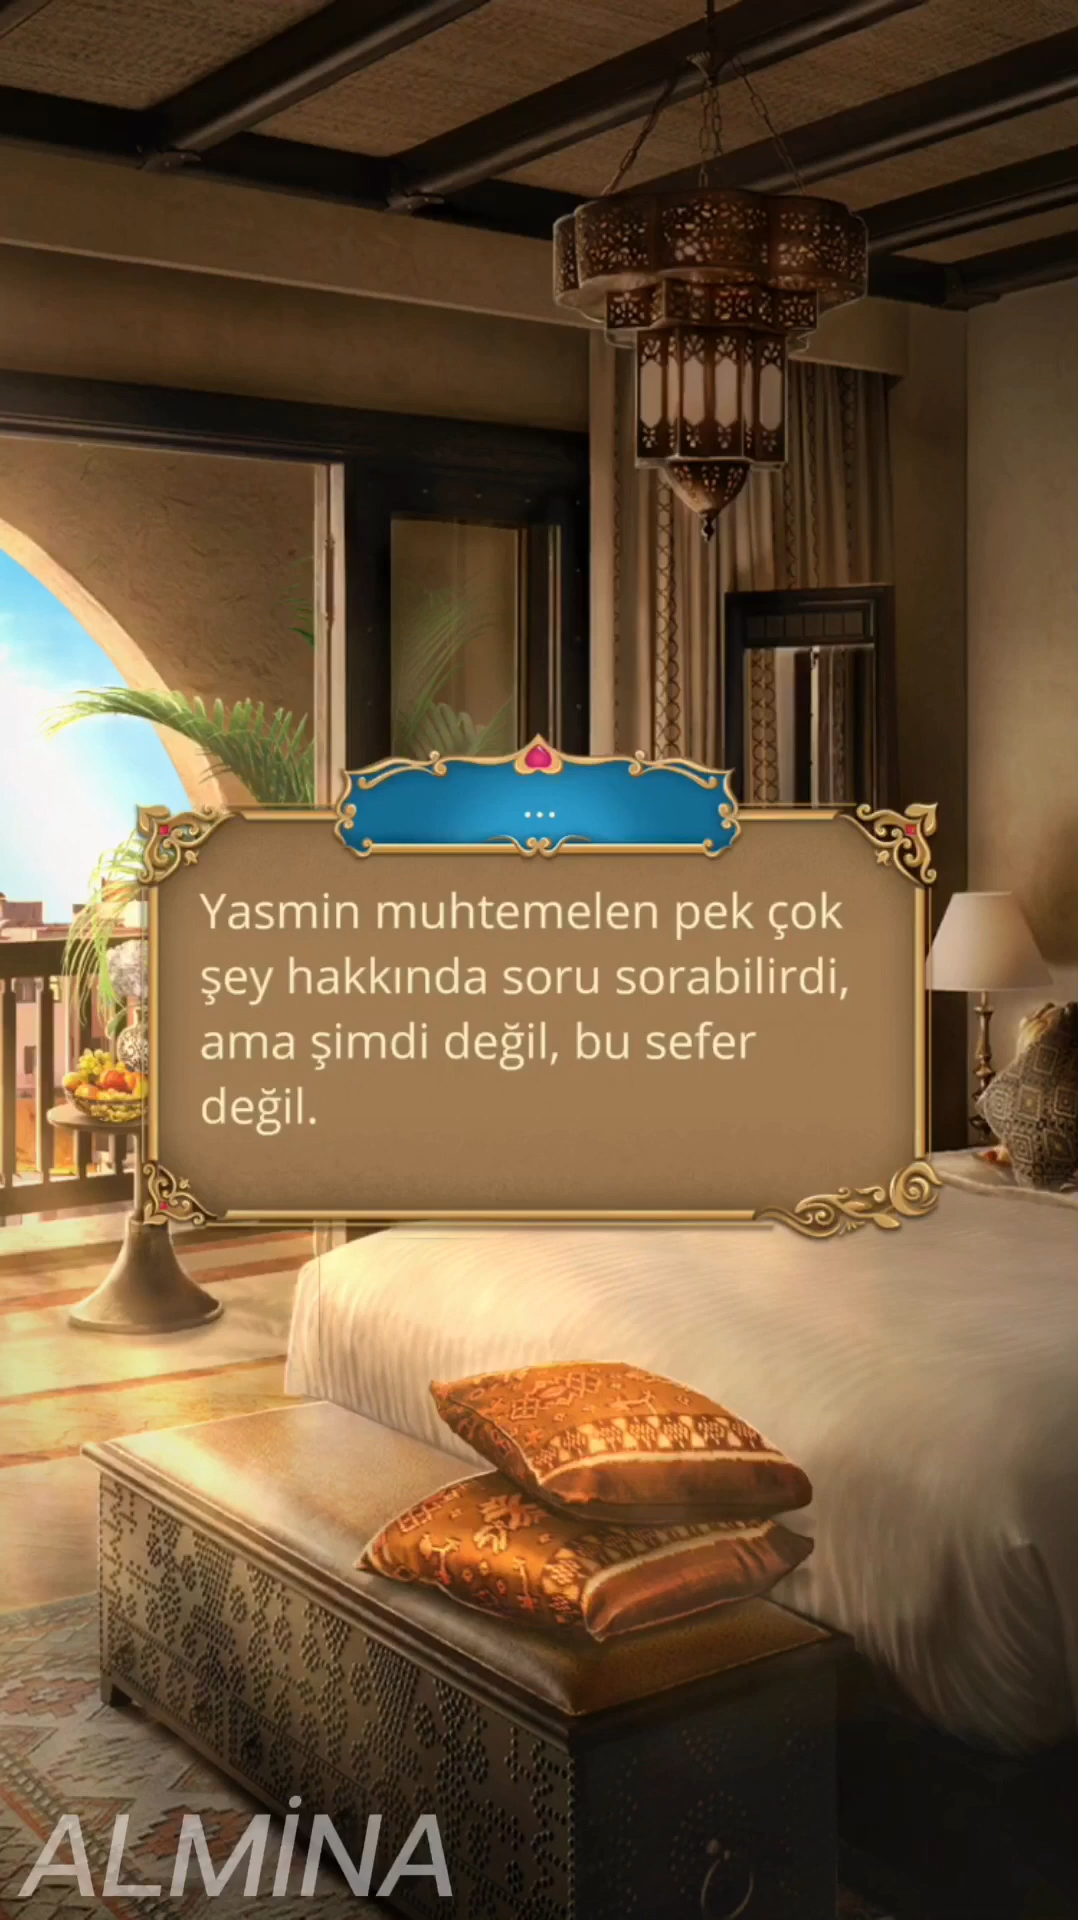 ...
Yasmin muhtemelen pek çok
şey hakkında soru sorabilirdi,
ama şimdi değil, bu sefer
değil.
ALMİNA